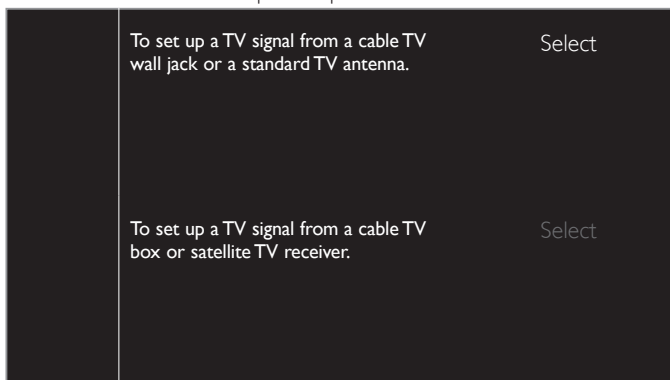 To set up a TV signal from a cable TV
wall jack or a standard TV antenna.
Select
To set up a TV signal from a cable TV
box or satellite TV receiver.
Select